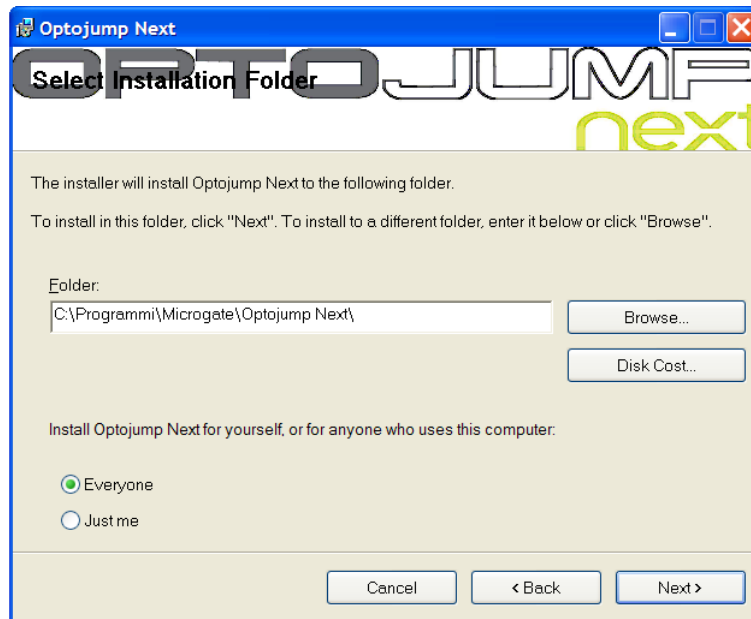 Optojump Next
OPTOJUMP
Select Installation Folder
next
The installer will install Optojump Next to the following folder.
To install in this folder, click "Next". To install to a different folder, enter it below or click "Browse".
Folder:
C:\Programmi\Microgate\Optojump Next\
Browse...
Disk Cost...
Install Optojump Next for yourself, or for anyone who uses this computer:
Everyone
Just me
Cancel
< Back
Next >